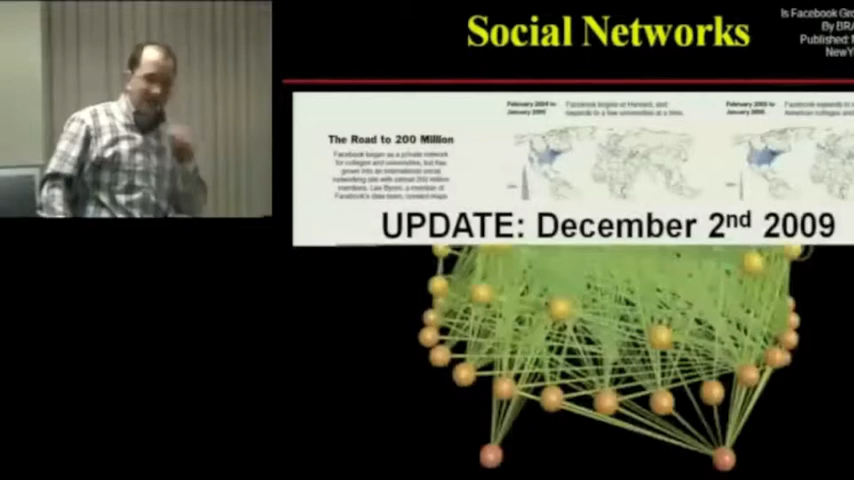 Social Networks
Is Facebook Gro
By BRA
Published: 
NewY
The Road to 200 Million
Facebook began as a private network
for colleges and universities, but has
grown into an international social
networking site with almost 200 million
members. Lee Byron, a member of
Facebook's data team, created maps
February 2004 to
January 2005
Facebook begins at Harvard, and
expands to a few universities at a time.
February 2005 to
January 2006
Facebook expands to
American colleges an
UPDATE: December 2nd 2009